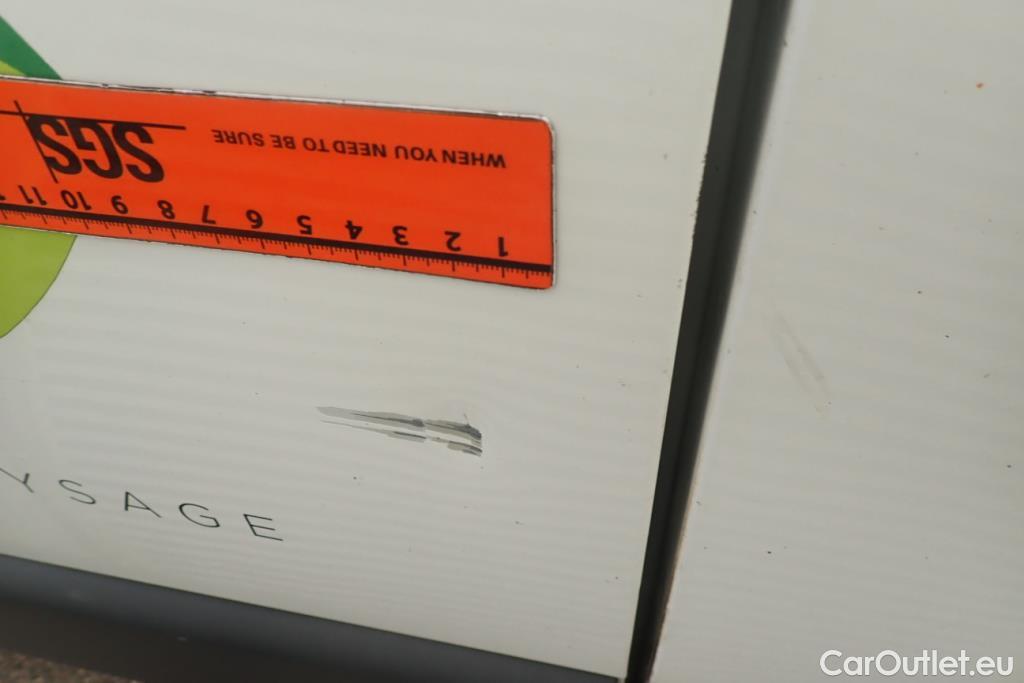 SGS
WHEN YOU NEED TO BE SURE
1 2 3 4 5 6 7 8 9 10 11
YSAGE
CarOutlet.eu